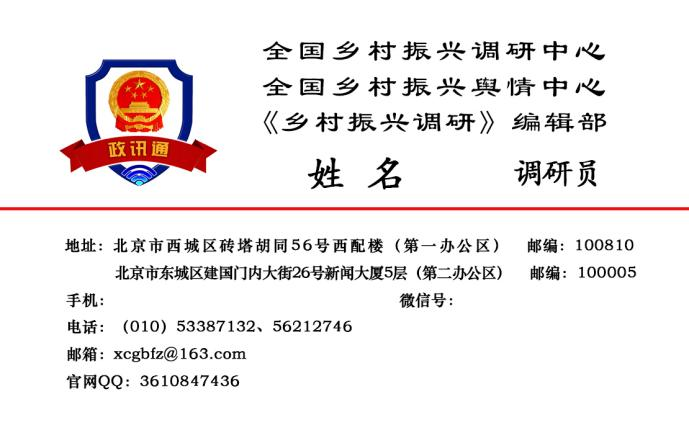 全国乡村振兴调研中心
全国乡村振兴舆情中心
《乡村振兴调研》编辑部
政讯通
姓 名 调研员
地址：北京市西城区砖塔胡同56号西配楼（第一办公区） 邮编：100810
北京市东城区建国门内大街26号新闻大厦5层（第二办公区） 邮编：100005
手机： 微信号：
电话：（010）53387132、56212746
邮箱：xcgbfz@163.com
官网QQ：3610847436